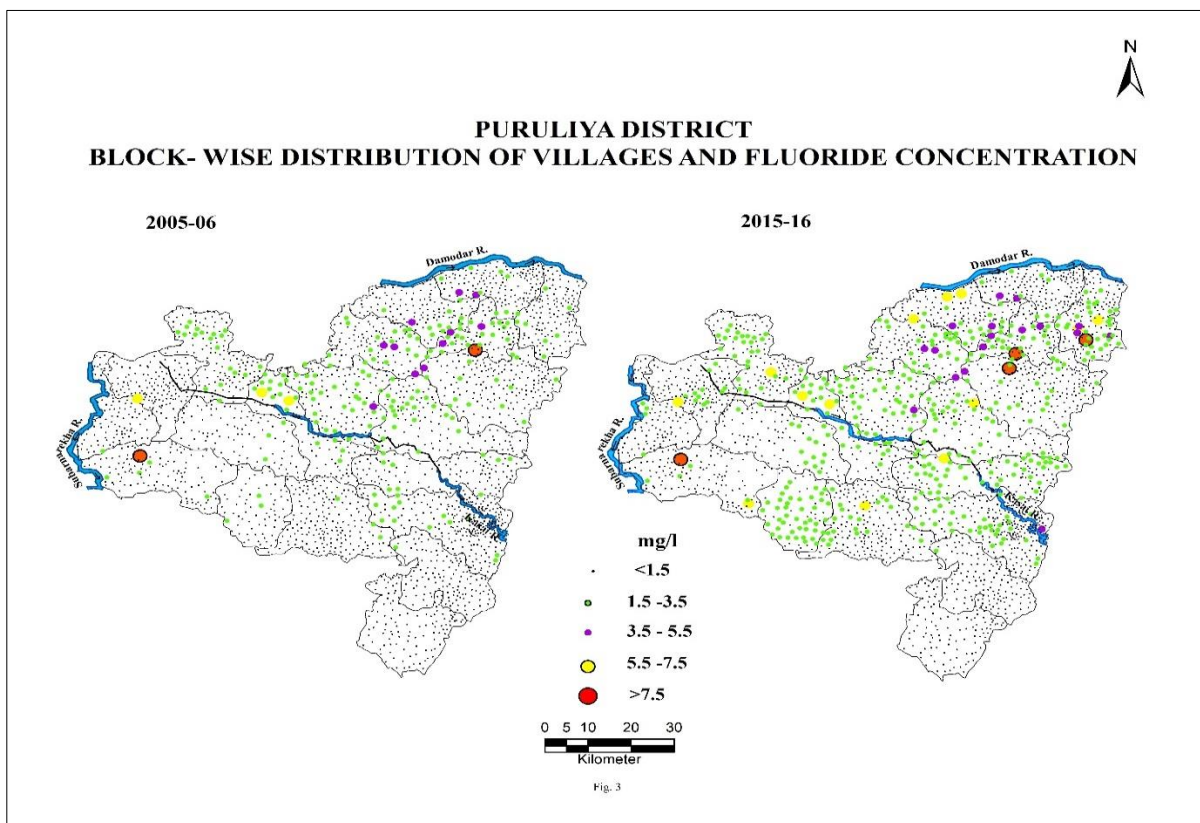 N
PURULIYA DISTRICT
BLOCK- WISE DISTRIBUTION OF VILLAGES AND FLUORIDE CONCENTRATION
2005-06
2015-16
Damodar R.
Damodar R.
Subarnarekha R.
Subarnarekha R.
Kasai R.
Kasai R.
mg/l
<1.5
1.5 -3.5
3.5 - 5.5
5.5 -7.5
>7.5
0 5 10 20 30
Kilometer
Fig. 3